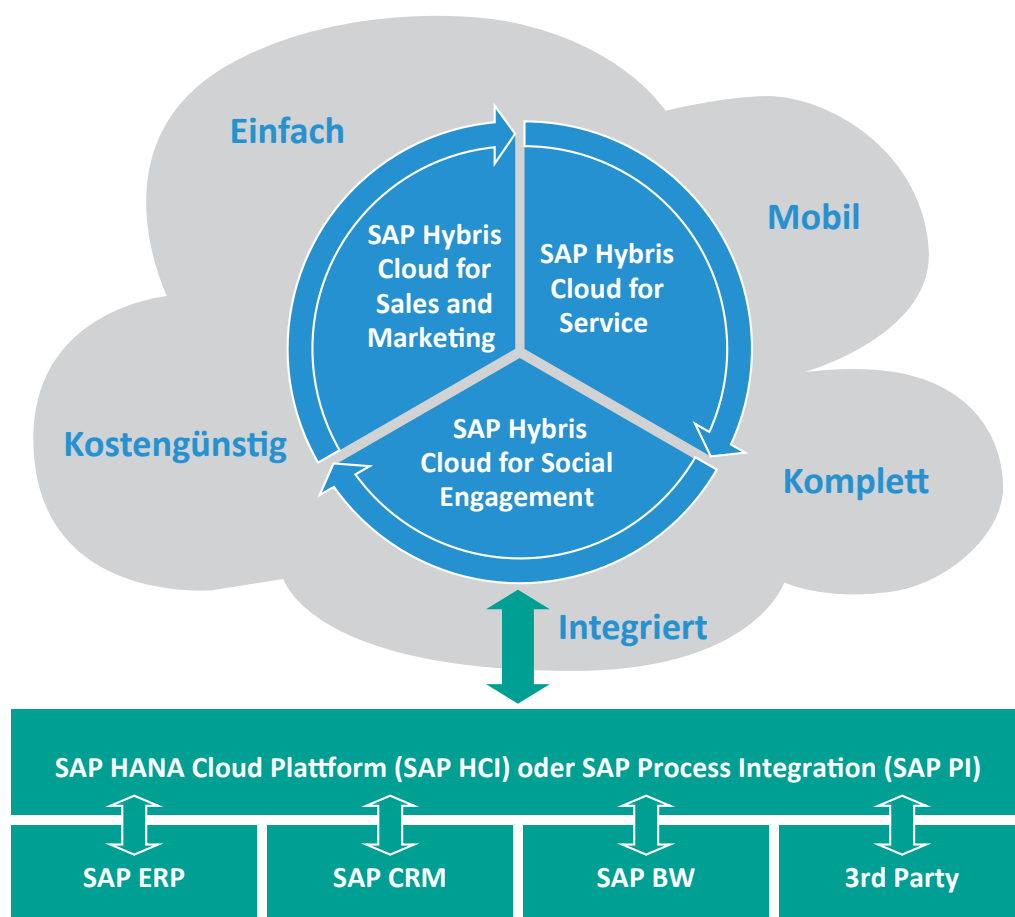 Einfach
Mobil
SAP Hybris
Cloud for
Sales and
Marketing
SAP Hybris
Cloud for
Service
Kostengünstig
SAP Hybris
Cloud for Social
Engagement
Komplett
Integriert
SAP HANA Cloud Plattform (SAP HCI) oder SAP Process Integration (SAP PI)
SAP ERP
SAP CRM
SAP BW
3rd Party